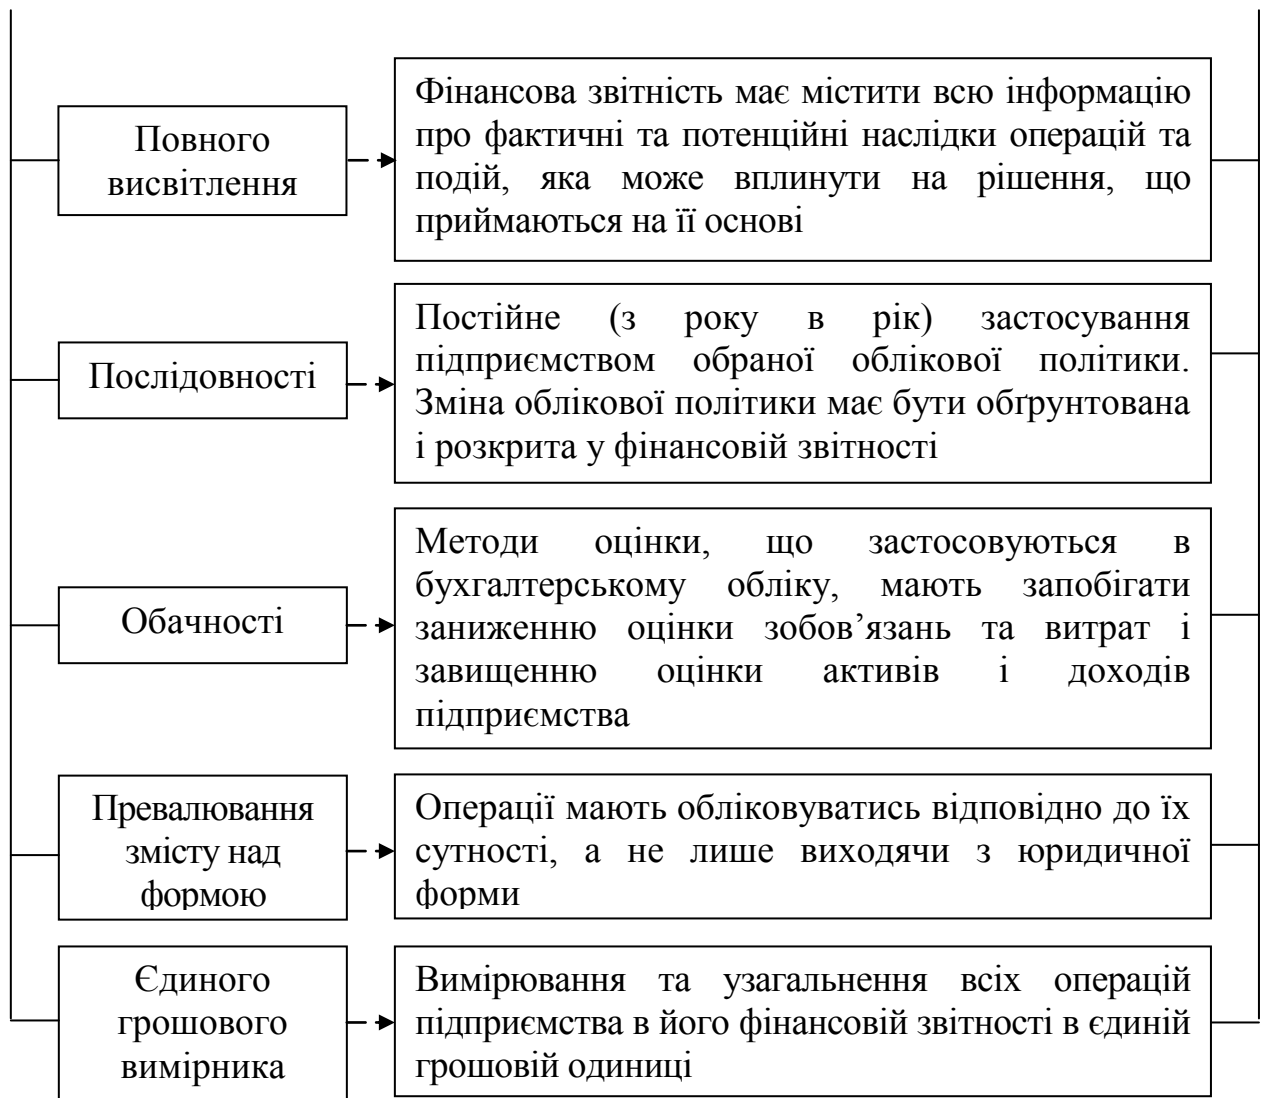 Повного
висвітлення
Фінансова звітність має містити всю інформацію
про фактичні та потенційні наслідки операцій та
подій, яка може вплинути на рішення, що
приймаються на її основі
Послідовності
Постійне (з року в рік) застосування
підприємством обраної облікової політики.
Зміна облікової політики має бути обґрунтована
і розкрита у фінансовій звітності
Обачності
Методи оцінки, що застосовуються в
бухгалтерському обліку, мають запобігати
заниженню оцінки зобов’язань та витрат і
завищенню оцінки активів і доходів
підприємства
Превалювання
змісту над
формою
Операції мають обліковуватись відповідно до їх
сутності, а не лише виходячи з юридичної
форми
Єдиного
грошового
вимірника
Вимірювання та узагальнення всіх операцій
підприємства в його фінансовій звітності в єдиній
грошовій одиниці